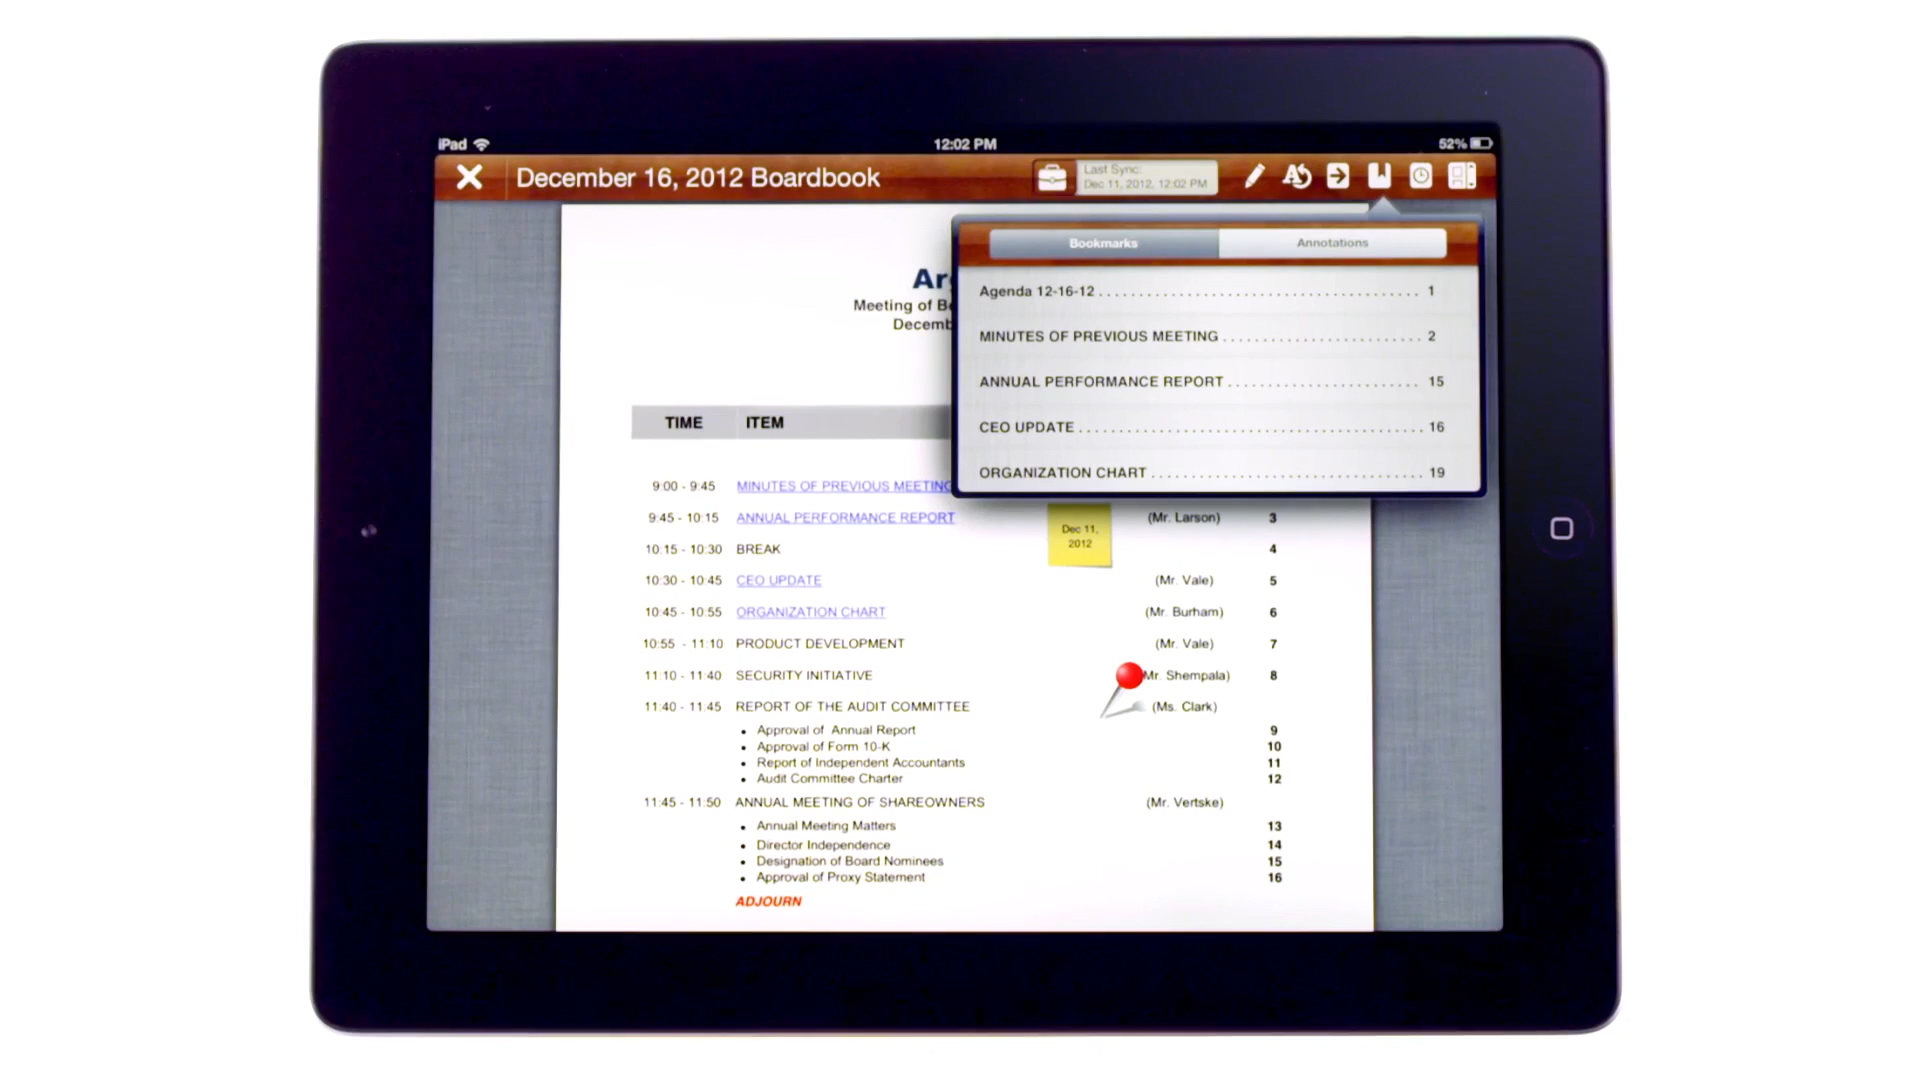 iPad 12:02 PM 52%
December 16, 2012 Boardbook
Last Sync:
Dec 11, 2012, 12:02 PM
Bookmarks Annotations
Agenda 12-16-12 1
MINUTES OF PREVIOUS MEETING 2
ANNUAL PERFORMANCE REPORT 15
CEO UPDATE 16
ORGANIZATION CHART 19
Meeting of
TIME ITEM
9:00 - 9:45 MINUTES OF PREVIOUS MEETING
9:45 - 10:15 ANNUAL PERFORMANCE REPORT (Mr. Larson) 3
Dec 11,
2012
10:15 - 10:30 BREAK 4
10:30 - 10:45 CEO UPDATE (Mr. Vale) 5
10:45 - 10:55 ORGANIZATION CHART (Mr. Burham) 6
10:55 - 11:10 PRODUCT DEVELOPMENT (Mr. Vale) 7
11:10 - 11:40 SECURITY INITIATIVE Mr. Shempala) 8
11:40 - 11:45 REPORT OF THE AUDIT COMMITTEE (Ms. Clark)
• Approval of Annual Report 9
• Approval of Form 10-K 10
• Report of Independent Accountants 11
• Audit Committee Charter 12
11:45 - 11:50 ANNUAL MEETING OF SHAREOWNERS (Mr. Vertske)
• Annual Meeting Matters 13
• Director Independence 14
• Designation of Board Nominees 15
• Approval of Proxy Statement 16
ADJOURN